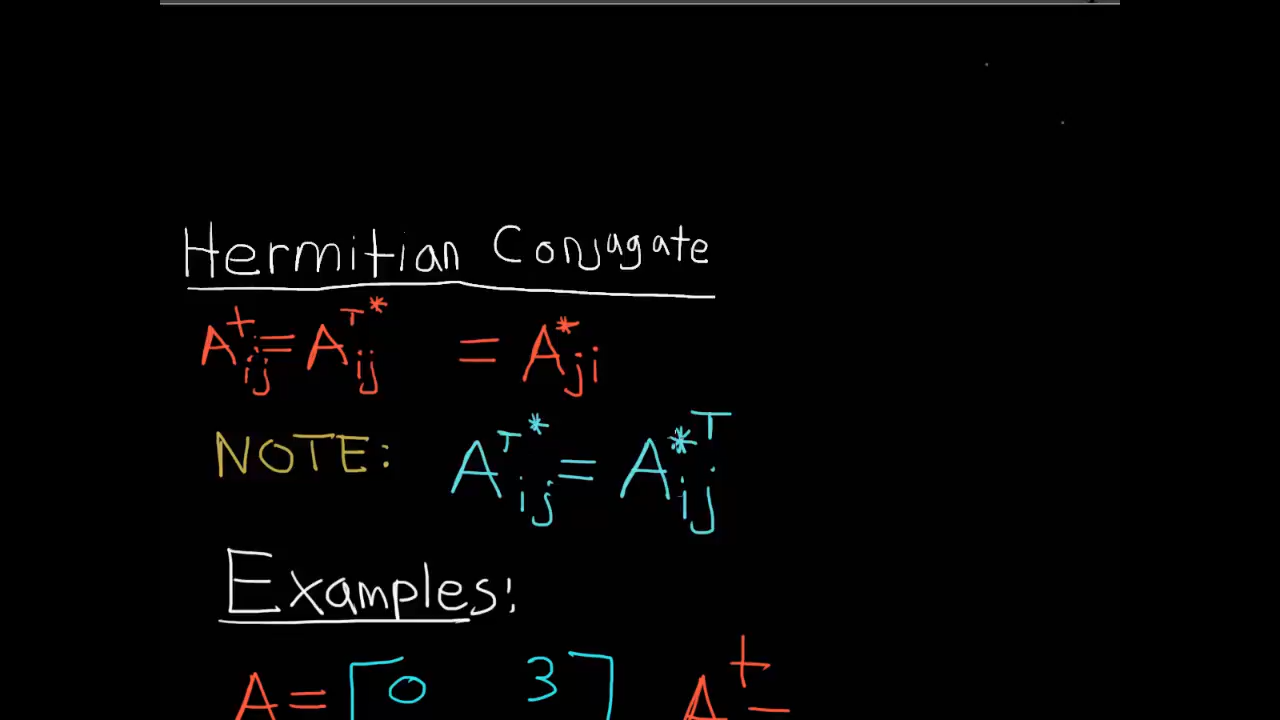 Hermitian Conjugate
A†ij = AT*ij = A*ji
NOTE: AT*ij = A*Tij
Examples:
A = [0 3] A† =